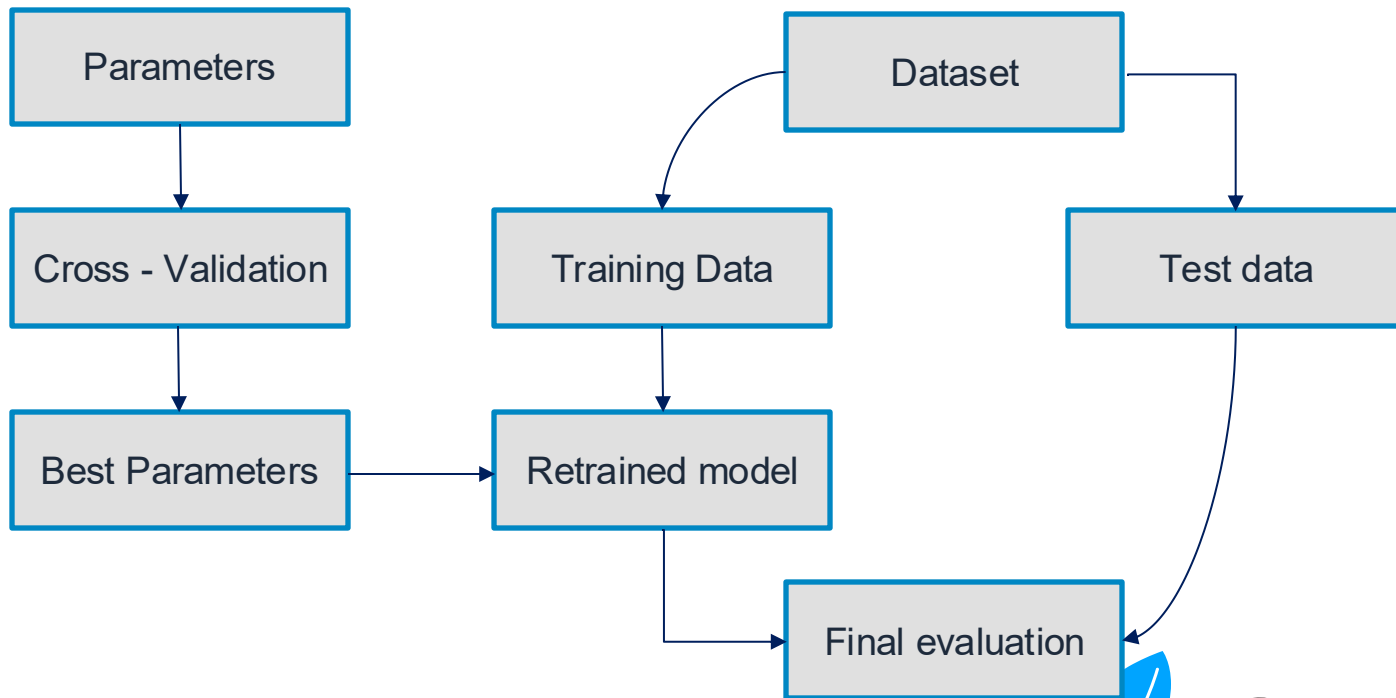 Parameters
Dataset
Cross - Validation
Training Data
Test data
Best Parameters
Retrained model
Final evaluation